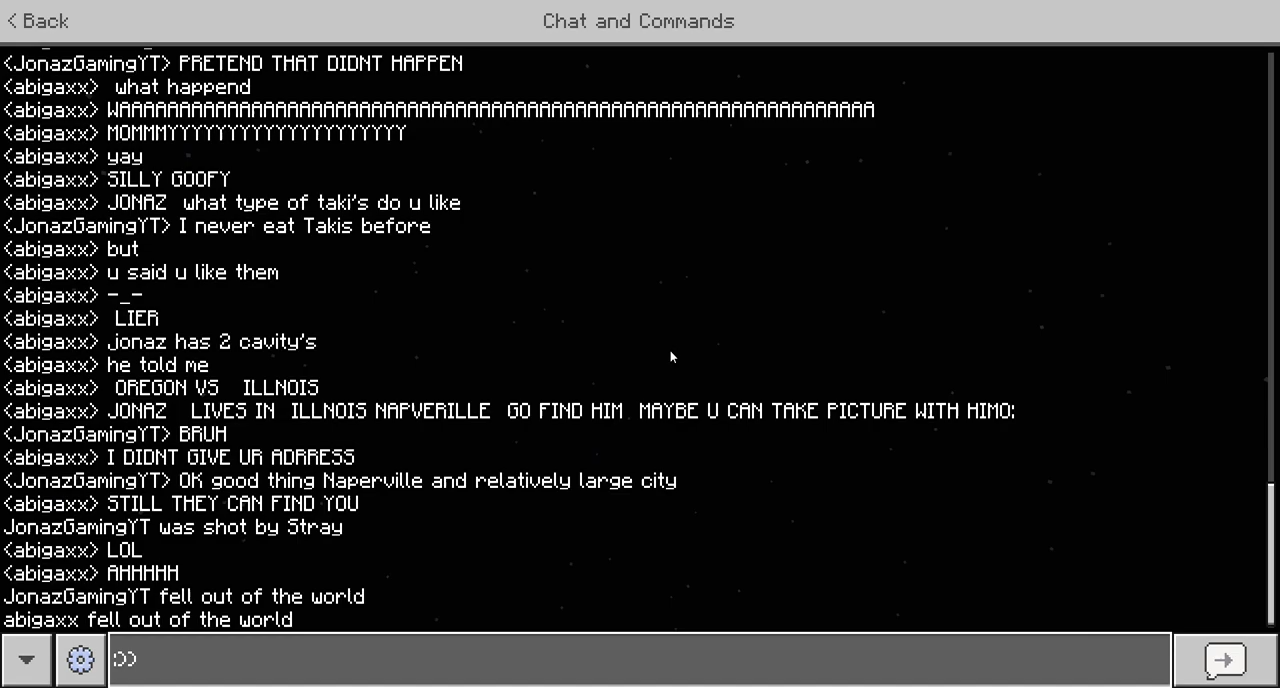 < Back
Chat and Commands
<JonazGamingYT> PRETEND THAT DIDNT HAPPEN
<abigaxx> what happend
<abigaxx> WAAAAAAAAAAAAAAAAAAAAAAAAAAAAAAAAAAAAAAAAAAAAAAAAAAAAAAAAAAAAAAA
<abigaxx> MOMMMYYYYYYYYYYYYYYYYYYYY
<abigaxx> yay
<abigaxx> SILLY GOOFY
<abigaxx> JONAZ what type of taki's do u like
<JonazGamingYT> I never eat Takis before
<abigaxx> but
<abigaxx> u said u like them
<abigaxx> -_-
<abigaxx> LIER
<abigaxx> jonaz has 2 cavity's
<abigaxx> he told me
<abigaxx> OREGON VS ILLNOIS
<abigaxx> JONAZ LIVES IN ILLNOIS NAPVERILLE GO FIND HIM MAYBE U CAN TAKE PICTURE WITH HIMO:
<JonazGamingYT> BRUH
<abigaxx> I DIDNT GIVE UR ADRRESS
<JonazGamingYT> OK good thing Naperville and relatively large city
<abigaxx> STILL THEY CAN FIND YOU
JonazGamingYT was shot by Stray
<abigaxx> LOL
<abigaxx> AHHHHH
JonazGamingYT fell out of the world
abigaxx fell out of the world
:))